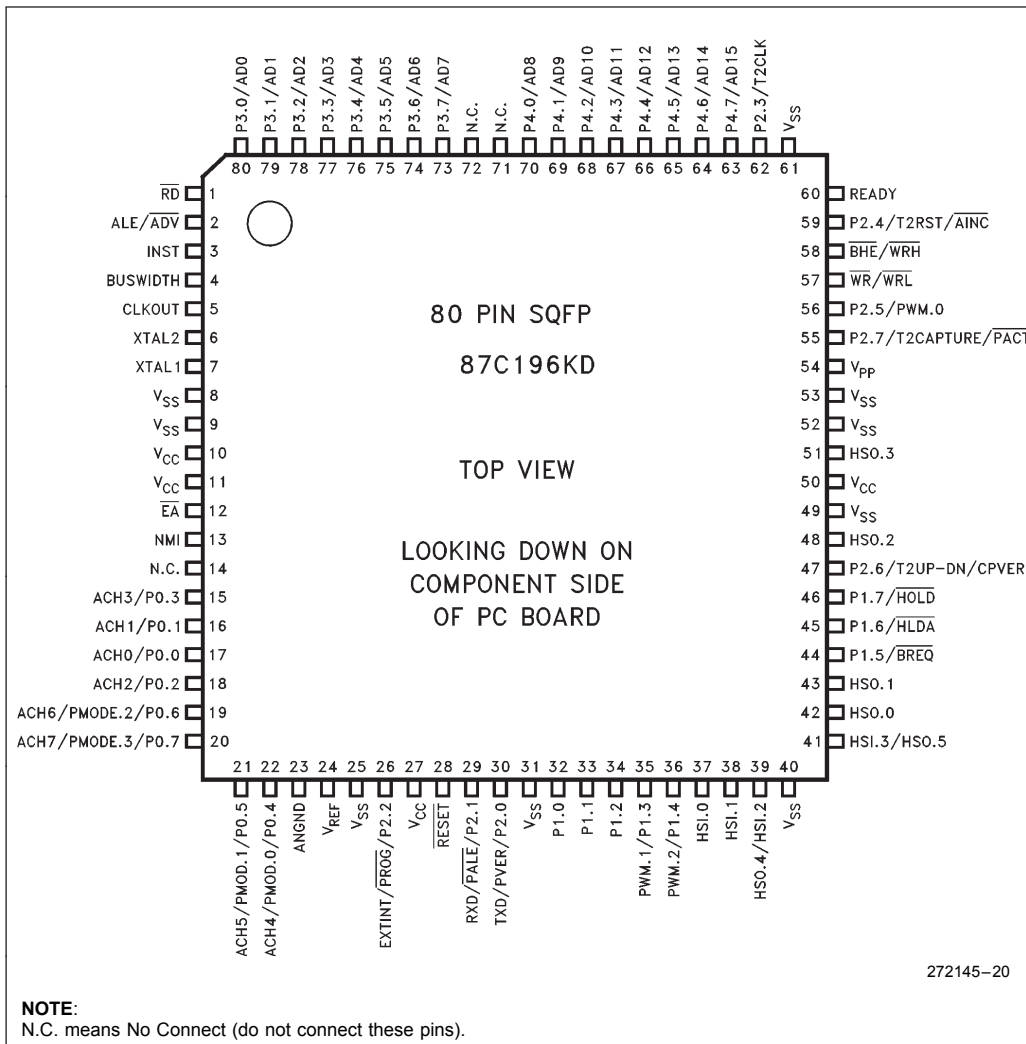 P3.0/AD0
P3.1/AD1
P3.2/AD2
P3.3/AD3
P3.4/AD4
P3.5/AD5
P3.6/AD6
P3.7/AD7
N.C.
N.C.
P4.0/AD8
P4.1/AD9
P4.2/AD10
P4.3/AD11
P4.4/AD12
P4.5/AD13
P4.6/AD14
P4.7/AD15
P2.3/T2CLK
VSS
80 79 78 77 76 75 74 73 72 71 70 69 68 67 66 65 64 63 62 61
RD 1
ALE/ADV 2
INST 3
BUSWIDTH 4
CLKOUT 5
XTAL2 6
XTAL1 7
VSS 8
VSS 9
VCC 10
VCC 11
EA 12
NMI 13
N.C. 14
ACH3/P0.3 15
ACH1/P0.1 16
ACH0/P0.0 17
ACH2/P0.2 18
ACH6/PMODE.2/P0.6 19
ACH7/PMODE.3/P0.7 20
80 PIN SQFP
87C196KD
TOP VIEW
LOOKING DOWN ON
COMPONENT SIDE
OF PC BOARD
60 READY
59 P2.4/T2RST/AINC
58 BHE/WRH
57 WR/WRL
56 P2.5/PWM.0
55 P2.7/T2CAPTURE/PACT
54 VPP
53 VSS
52 VSS
51 HSO.3
50 VCC
49 VSS
48 HSO.2
47 P2.6/T2UP-DN/CPVER
46 P1.7/HOLD
45 P1.6/HLDA
44 P1.5/BREQ
43 HSO.1
42 HSO.0
41 HSI.3/HSO.5
21 22 23 24 25 26 27 28 29 30 31 32 33 34 35 36 37 38 39 40
ACH5/PMOD.1/P0.5
ACH4/PMOD.0/P0.4
ANGND
VREF
VSS
EXTINT/PROG/P2.2
VCC
RESET
RXD/PALE/P2.1
TXD/PVER/P2.0
VSS
P1.0
P1.1
P1.2
PWM.1/P1.3
PWM.2/P1.4
HSI.0
HSI.1
HSO.4/HSI.2
VSS
272145–20
NOTE:
N.C. means No Connect (do not connect these pins).